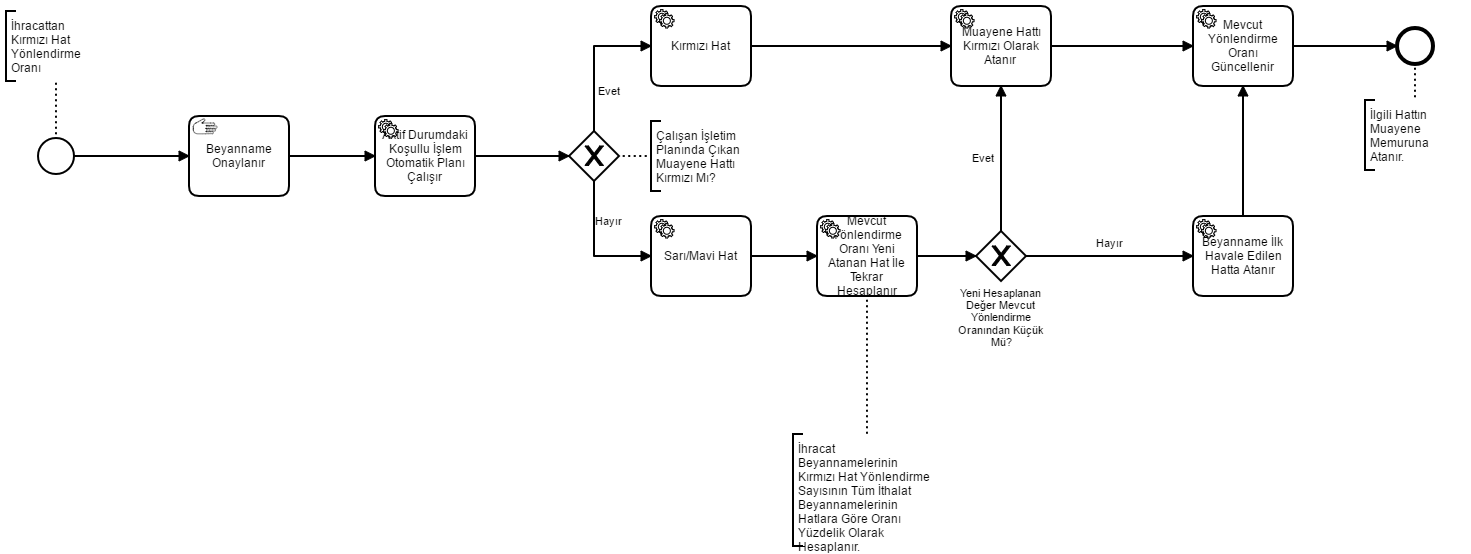 İhracattan
Kırmızı Hat
Yönlendirme
Oranı
Beyanname
Onaylanır
Aktif Durumdaki
Koşullu İşlem
Otomatik Planı
Çalışır
Evet
Hayır
Çalışan İşletim
Planında Çıkan
Muayene Hattı
Kırmızı Mı?
Kırmızı Hat
Sarı/Mavi Hat
Mevcut
Yönlendirme
Oranı Yeni
Atanan Hat İle
Tekrar
Hesaplanır
İhracat
Beyannamelerinin
Kırmızı Hat Yönlendirme
Sayısının Tüm İthalat
Beyannamelerinin
Hatlara Göre Oranı
Yüzdelik Olarak
Hesaplanır.
Yeni Hesaplanan
Değer Mevcut
Yönlendirme
Oranından Küçük
Mü?
Evet
Hayır
Muayene Hattı
Kırmızı Olarak
Atanır
Beyanname İlk
Havale Edilen
Hatta Atanır
Mevcut
Yönlendirme
Oranı
Güncellenir
İlgili Hattın
Muayene
Memuruna
Atanır.